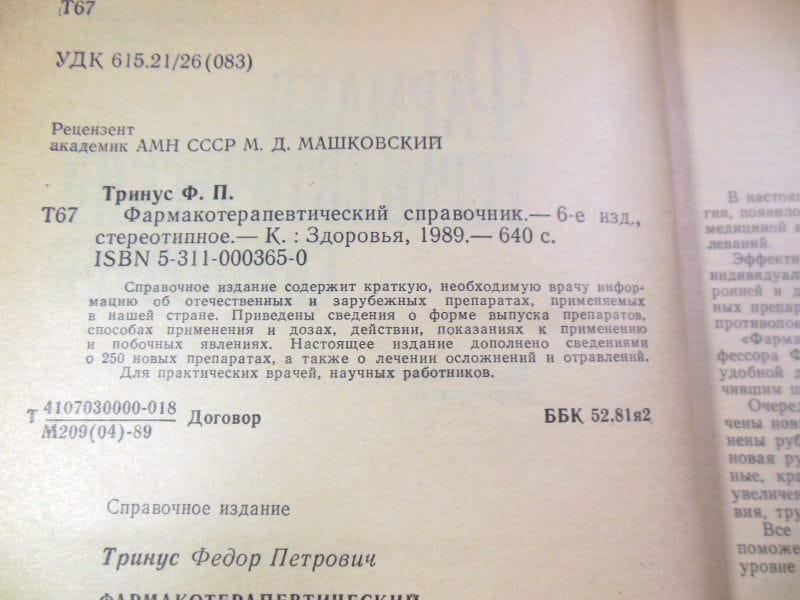 Т67
УДК 615.21/26(083)
Рецензент
академик АМН СССР М. Д. МАШКОВСКИЙ
Тринус Ф. П.
Т67 Фармакотерапевтический справочник.— 6-е изд.,
стереотипное.— К. : Здоровья, 1989.— 640 с.
ISBN 5-311-000365-0
Справочное издание содержит краткую, необходимую врачу инфор-
мацию об отечественных и зарубежных препаратах, применяемых
в нашей стране. Приведены сведения о форме выпуска препаратов,
способах применения и дозах, действии, показаниях к применению
и побочных явлениях. Настоящее издание дополнено сведениями
о 250 новых препаратах, а также о лечении осложнений и отравлений.
Для практических врачей, научных работников.
Т 4107030000-018
М209(04)-89 Договор ББК 52.81я2
Справочное издание
Тринус Федор Петрович
ФАРМАКОТЕРАПЕВТИЧЕСКИЙ
В настоя
гии, появило
медициной и
леваний.
Эффекти
индивидуал
ронней и д
ных препар
противопок
«Фарма
фессора Ф
удобной д
чившим ш
Очеред
чены нов
нены руб
новая ру
ные, кра
увеличен
вия, тру
Все
поможе
уровне